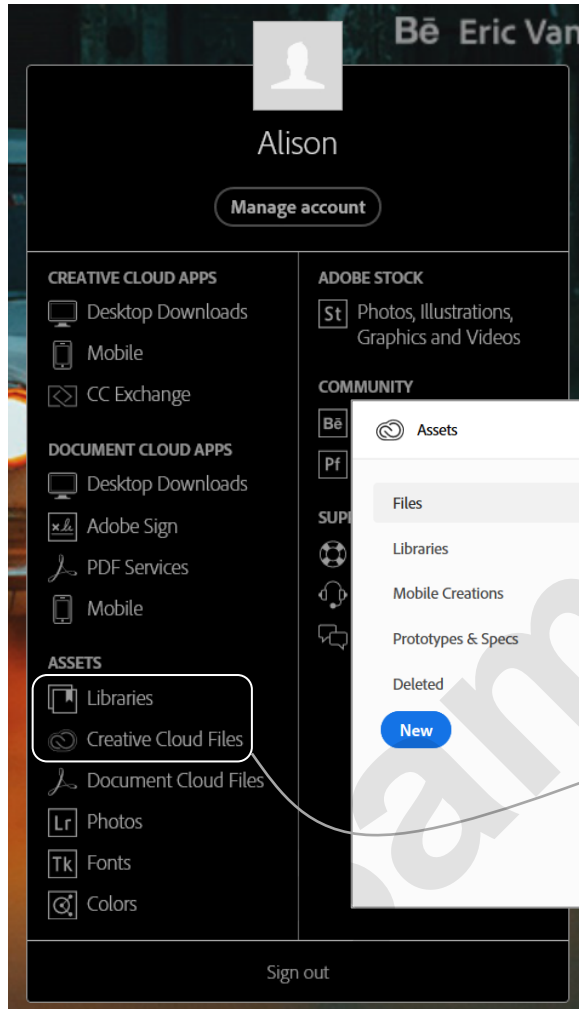 Bē Eric Van
Alison
Manage account
CREATIVE CLOUD APPS
Desktop Downloads
Mobile
CC Exchange
DOCUMENT CLOUD APPS
Desktop Downloads
Adobe Sign
PDF Services
Mobile
ASSETS
Libraries
Creative Cloud Files
Document Cloud Files
Lr Photos
Tk Fonts
Colors
ADOBE STOCK
St Photos, Illustrations,
Graphics and Videos
COMMUNITY
Bē
Pf
SUP
Assets
Files
Libraries
Mobile Creations
Prototypes & Specs
Deleted
New
Sign out